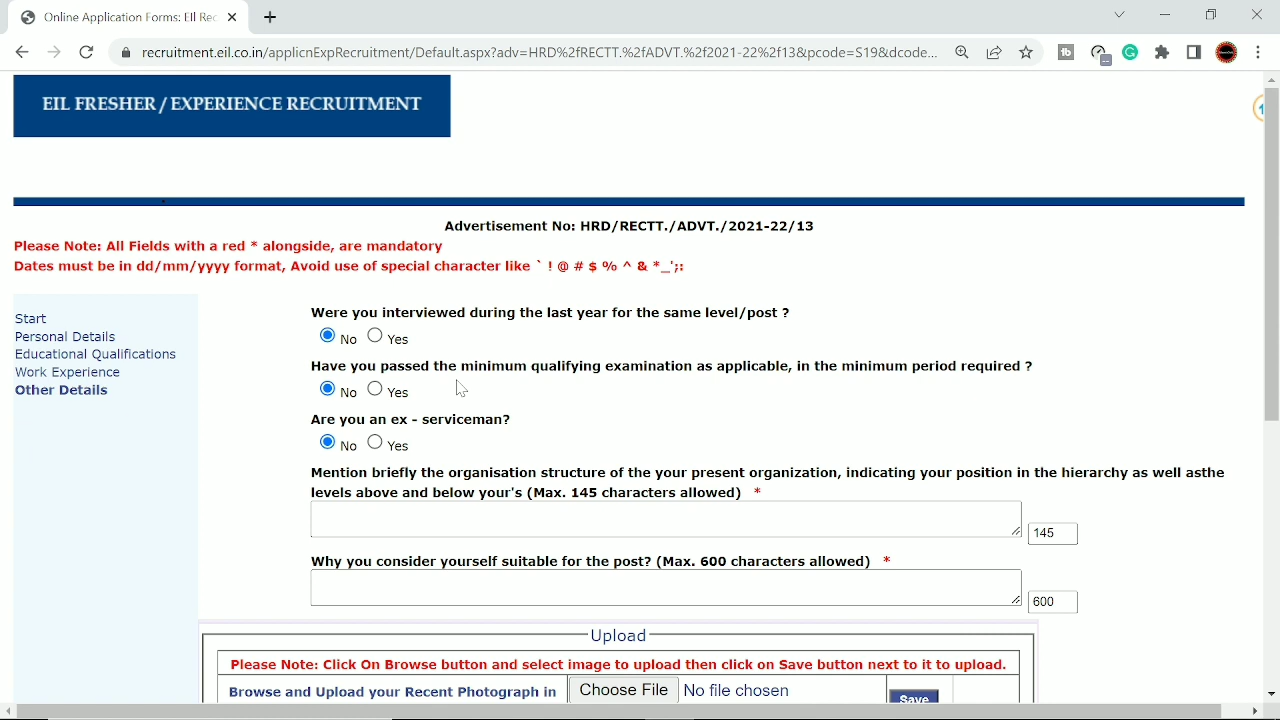 Online Application Forms: EIl Rec
recruitment.eil.co.in/applicnExpRecruitment/Default.aspx?adv=HRD%2fRECTT.%2fADVT.%2f2021-22%2f13&pcode=S19&dcode...
EIL FRESHER / EXPERIENCE RECRUITMENT
Advertisement No: HRD/RECTT./ADVT./2021-22/13
Please Note: All Fields with a red * alongside, are mandatory
Dates must be in dd/mm/yyyy format, Avoid use of special character like ` ! @ # $ % ^ & *_';:
Start
Personal Details
Educational Qualifications
Work Experience
Other Details
Were you interviewed during the last year for the same level/post ?
No Yes
Have you passed the minimum qualifying examination as applicable, in the minimum period required ?
No Yes
Are you an ex - serviceman?
No Yes
Mention briefly the organisation structure of the your present organization, indicating your position in the hierarchy as well asthe
levels above and below your's (Max. 145 characters allowed) *
145
Why you consider yourself suitable for the post? (Max. 600 characters allowed) *
600
Upload
Please Note: Click On Browse button and select image to upload then click on Save button next to it to upload.
Browse and Upload your Recent Photograph in
Choose File No file chosen
Save